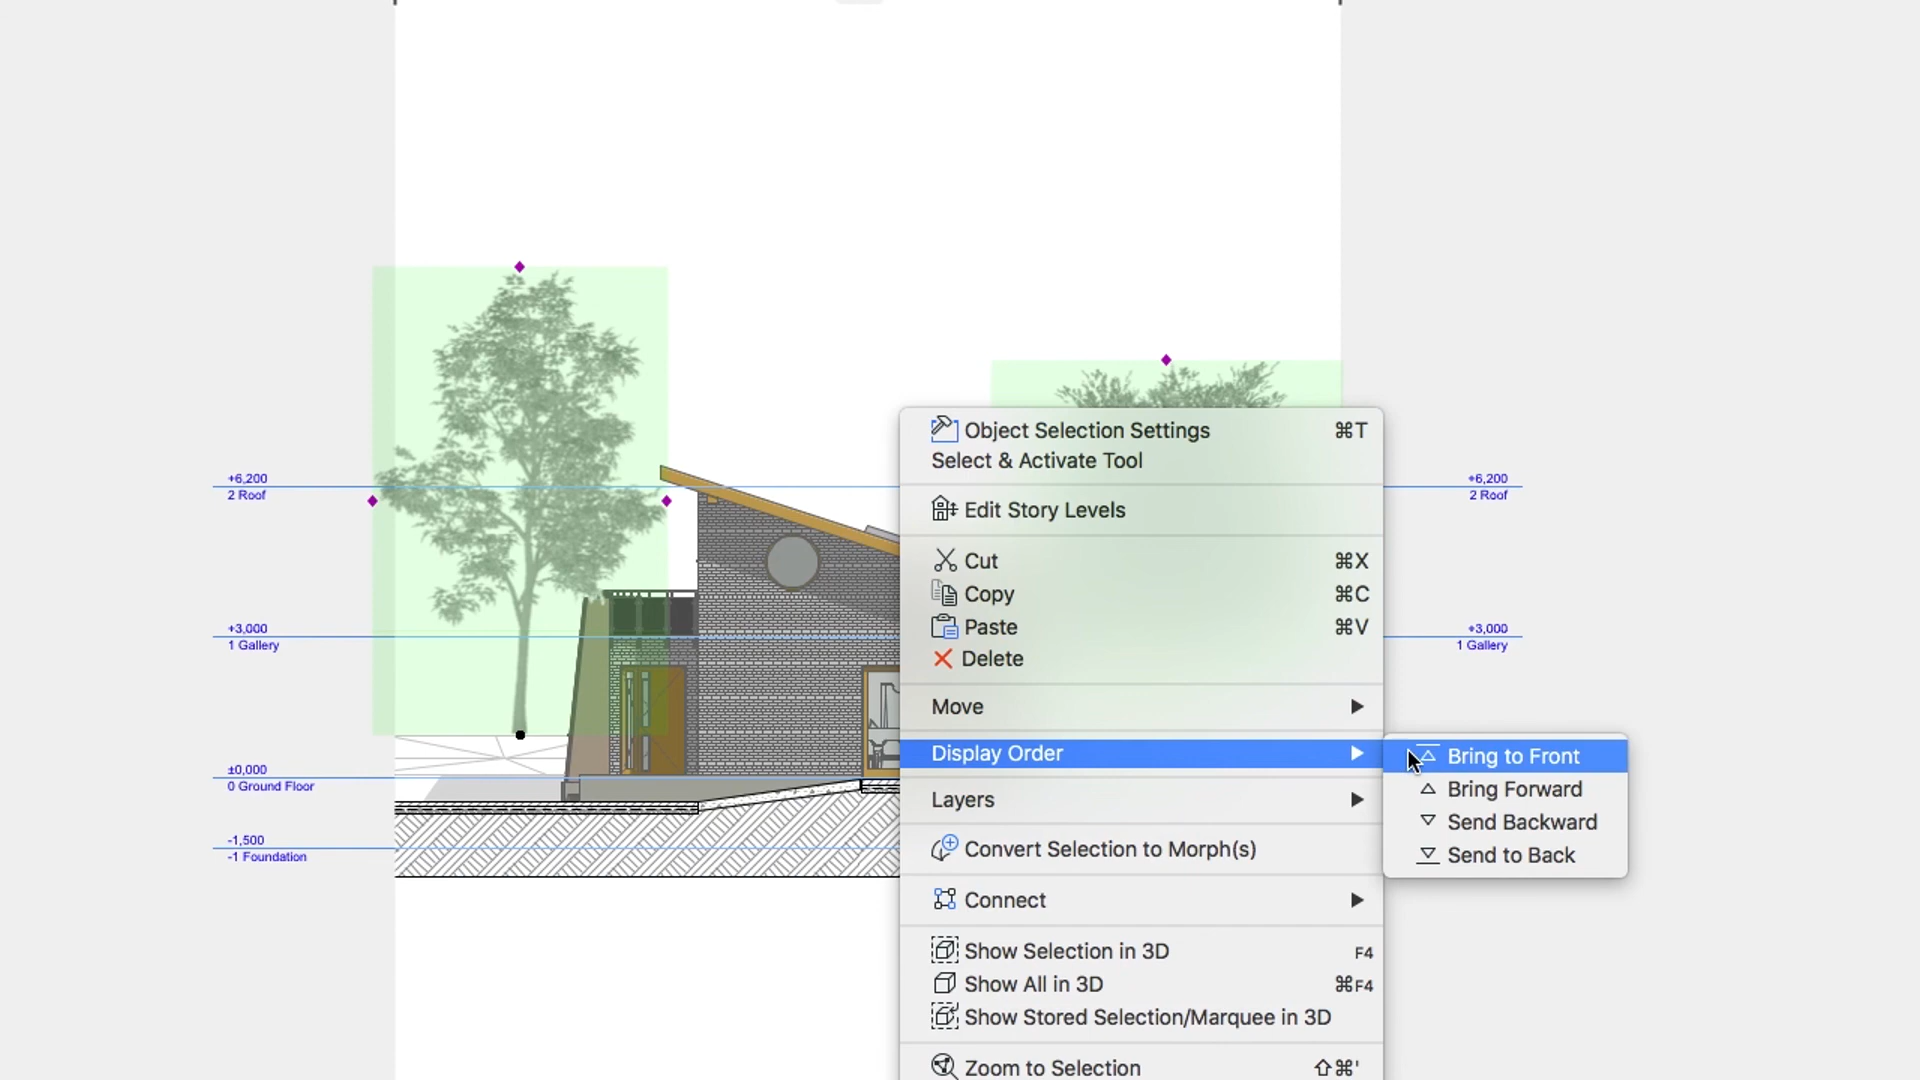 +6,200
2 Roof
+3,000
1 Gallery
±0,000
0 Ground Floor
-1,500
-1 Foundation
Object Selection Settings ⌘T
Select & Activate Tool
Edit Story Levels
Cut ⌘X
Copy ⌘C
Paste ⌘V
Delete
Move
Display Order
Layers
Convert Selection to Morph(s)
Connect
Show Selection in 3D F4
Show All in 3D ⌘F4
Show Stored Selection/Marquee in 3D
Zoom to Selection ⇧⌘'
Bring to Front
Bring Forward
Send Backward
Send to Back
+6,200
2 Roof
+3,000
1 Gallery